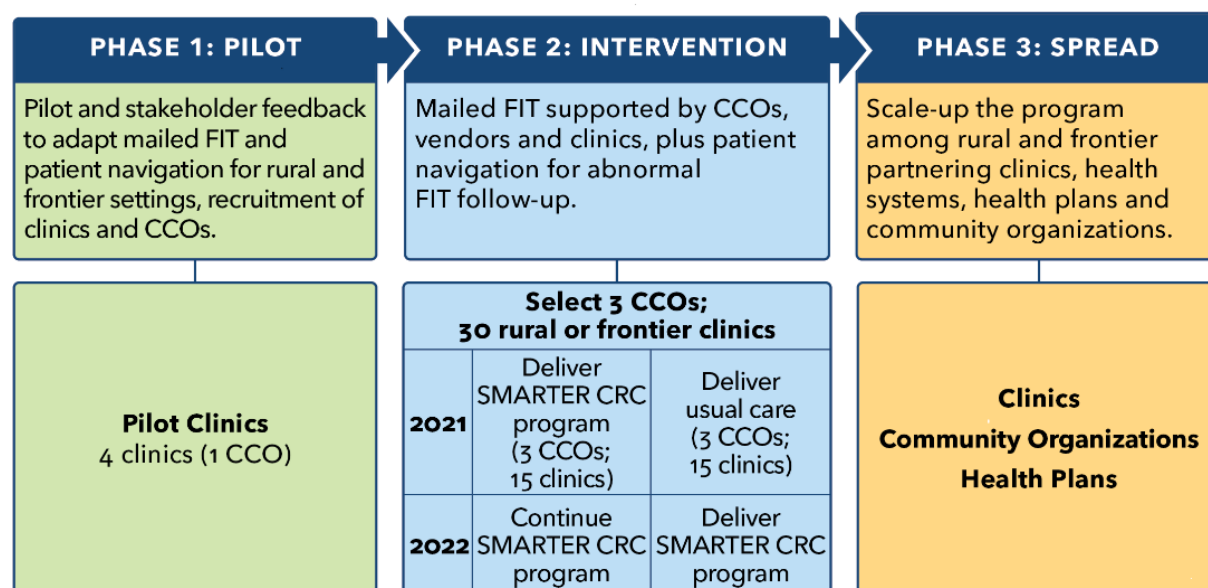 PHASE 1: PILOT
Pilot and stakeholder feedback
to adapt mailed FIT and
patient navigation for rural and
frontier settings, recruitment of
clinics and CCOs.
Pilot Clinics
4 clinics (1 CCO)
PHASE 2: INTERVENTION
Mailed FIT supported by CCOs,
vendors and clinics, plus patient
navigation for abnormal
FIT follow-up.
Select 3 CCOs;
30 rural or frontier clinics
2021
Deliver
SMARTER CRC
program
(3 CCOs;
15 clinics)
Deliver
usual care
(3 CCOs;
15 clinics)
2022
Continue
SMARTER CRC
program
Deliver
SMARTER CRC
program
PHASE 3: SPREAD
Scale-up the program
among rural and frontier
partnering clinics, health
systems, health plans and
community organizations.
Clinics
Community Organizations
Health Plans